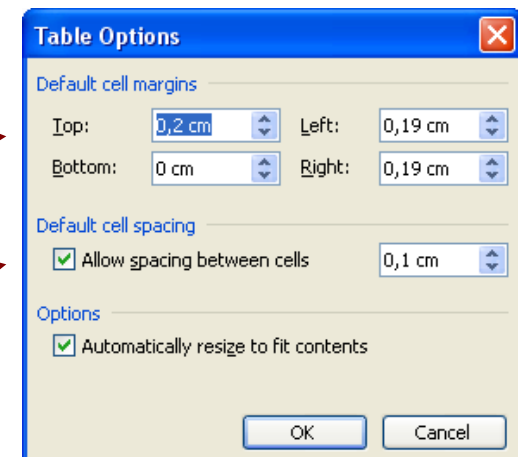 Table Options
Default cell margins
Top: 0,2 cm Left: 0,19 cm
Bottom: 0 cm Right: 0,19 cm
Default cell spacing
Allow spacing between cells 0,1 cm
Options
Automatically resize to fit contents
OK Cancel